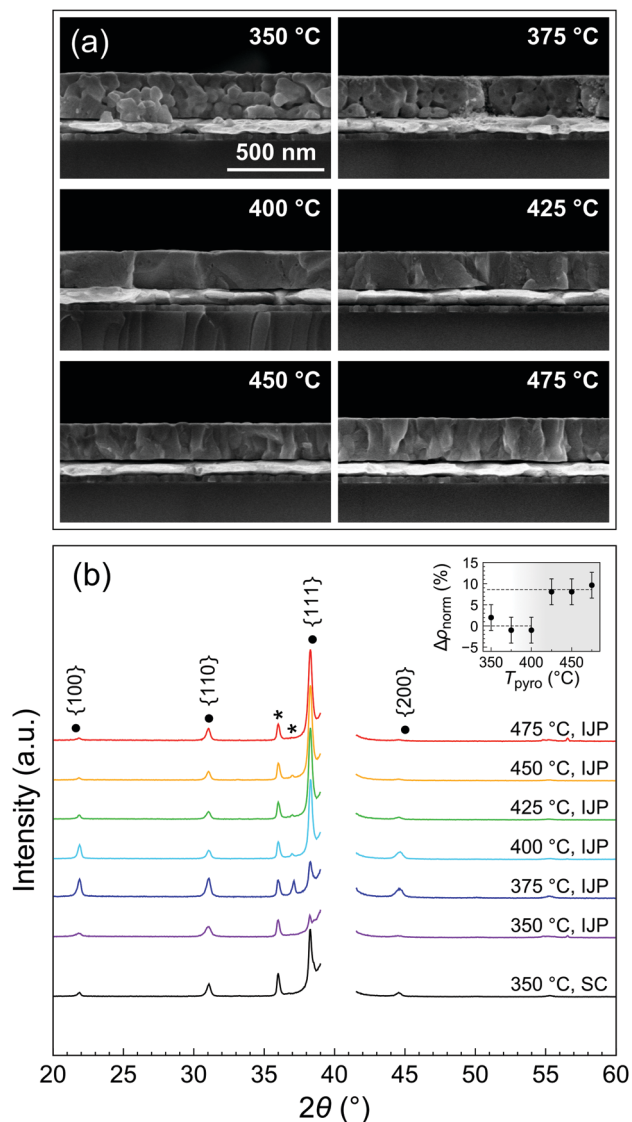 (a)
350 °C
375 °C
500 nm
400 °C
425 °C
450 °C
475 °C
(b)
{100}
{110}
*
*
{111}
{200}
Δρnorm (%)
15
10
5
0
−5
350
400
450
Tpyro (°C)
475 °C, IJP
450 °C, IJP
425 °C, IJP
400 °C, IJP
375 °C, IJP
350 °C, IJP
350 °C, SC
Intensity (a.u.)
20 25 30 35 40 45 50 55 60
2θ (°)